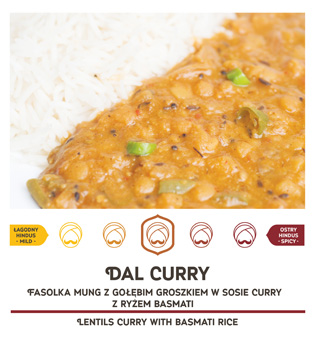 ŁAGODNY
HINDUS
• MILD •
OSTRY
HINDUS
• SPICY •
DAL CURRY
FASOLKA MUNG Z GOŁĘBIM GROSZKIEM W SOSIE CURRY
Z RYŻEM BASMATI
LENTILS CURRY WITH BASMATI RICE